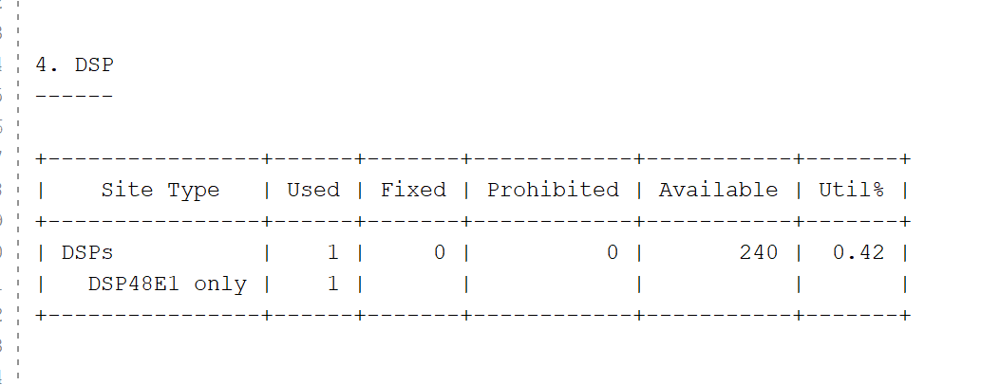 4. DSP
------
+----------------+------+-------+------------+-----------+-------+
|    Site Type   | Used | Fixed | Prohibited | Available | Util% |
+----------------+------+-------+------------+-----------+-------+
| DSPs           |    1 |     0 |          0 |       240 |  0.42 |
|   DSP48E1 only |    1 |       |            |           |       |
+----------------+------+-------+------------+-----------+-------+